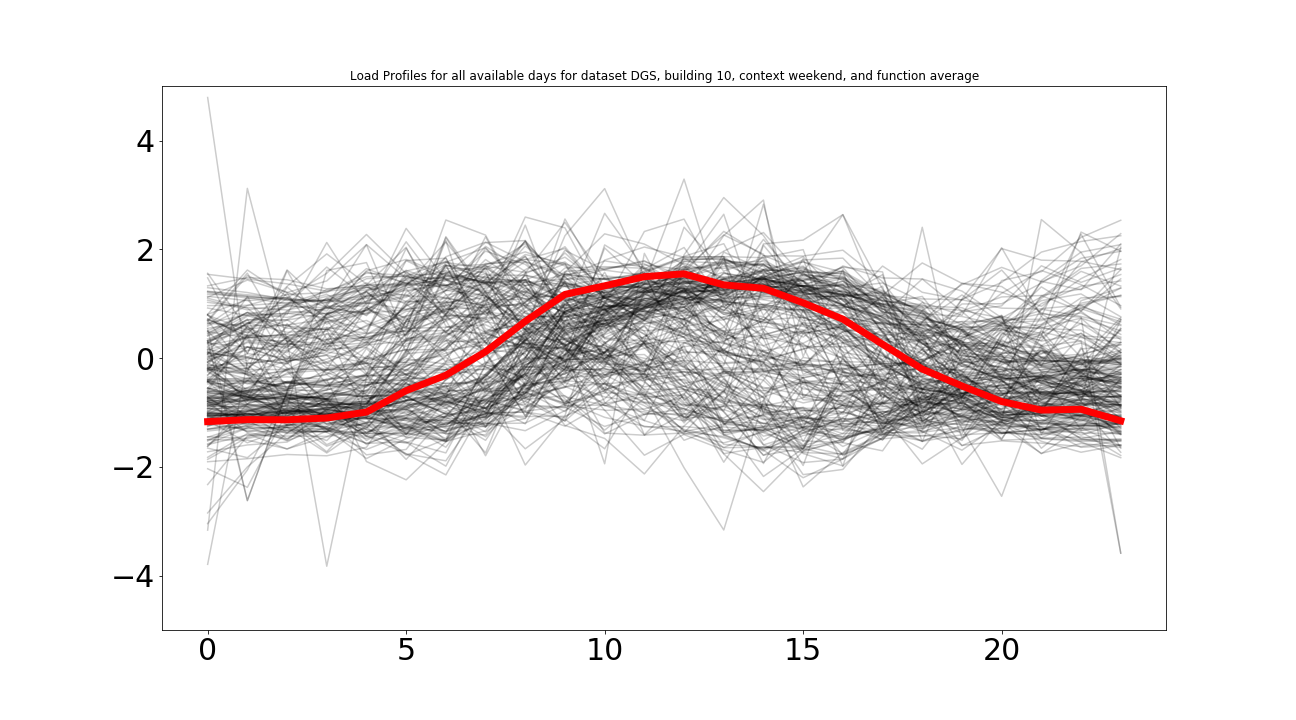 Load Profiles for all available days for dataset DGS, building 10, context weekend, and function average
4
2
0
−2
−4
0 5 10 15 20